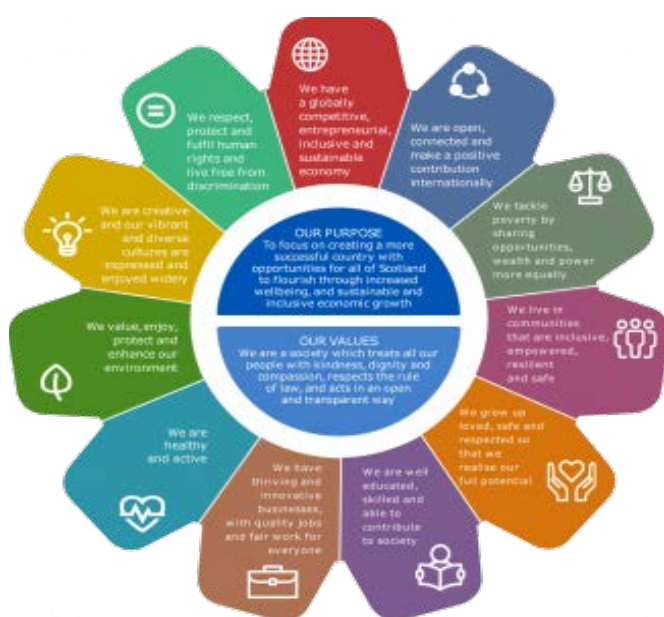 We have
a globally
competitive,
entrepreneurial,
inclusive and
sustainable
economy
We are open,
connected and
make a positive
contribution
internationally
We tackle
poverty by
sharing
opportunities,
wealth and power
more equally
We live in
communities
that are inclusive,
empowered,
resilient
and safe
We grow up
loved, safe and
respected so
that we
realise our
full potential
We are well
educated,
skilled and
able to
contribute
to society
We have
thriving and
innovative
businesses,
with quality jobs
and fair work for
everyone
We are
healthy
and active
We value, enjoy,
protect and
enhance our
environment
We are creative
and our vibrant
and diverse
cultures are
expressed and
enjoyed widely
We respect,
protect and
fulfil human
rights and
live free from
discrimination
OUR PURPOSE
To focus on creating a more
successful country with
opportunities for all of Scotland
to flourish through increased
wellbeing, and sustainable and
inclusive economic growth
OUR VALUES
We are a society which treats all our
people with kindness, dignity and
compassion, respects the rule
of law, and acts in an open
and transparent way